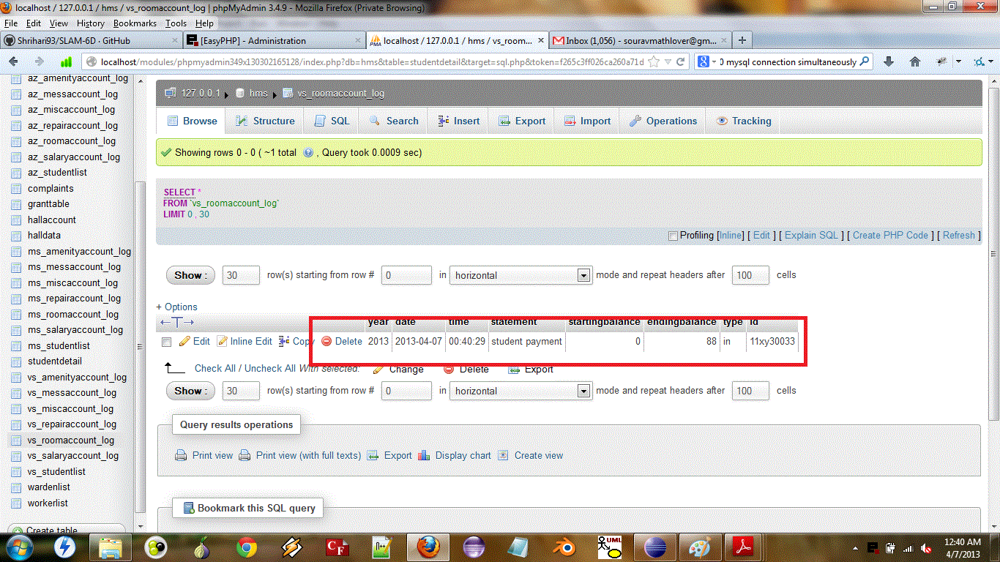 localhost / 127.0.0.1 / hms / vs_roomaccount_log | phpMyAdmin 3.4.9 - Mozilla Firefox (Private Browsing)
File Edit View History Bookmarks Tools Help
Shrihari93/SLAM-6D · GitHub
[EasyPHP] - Administration
localhost / 127.0.0.1 / hms / vs_room...
Inbox (1,056) - souravmathlover@gm...
localhost/modules/phpmyadmin349x130302165128/index.php?db=hms&table=studentdetail&target=sql.php&token=f265c3ff026ca260a71d
mysql connection simultaneously
az_amenityaccount_log
az_messaccount_log
az_miscaccount_log
az_repairaccount_log
az_roomaccount_log
az_salaryaccount_log
az_studentlist
complaints
granttable
hallaccount
halldata
ms_amenityaccount_log
ms_messaccount_log
ms_miscaccount_log
ms_repairaccount_log
ms_roomaccount_log
ms_salaryaccount_log
ms_studentlist
studentdetail
vs_amenityaccount_log
vs_messaccount_log
vs_miscaccount_log
vs_repairaccount_log
vs_roomaccount_log
vs_salaryaccount_log
vs_studentlist
wardenlist
workerlist
Create table
127.0.0.1 hms vs_roomaccount_log
Browse Structure SQL Search Insert Export Import Operations Tracking
Showing rows 0 - 0 ( ~1 total , Query took 0.0009 sec)
SELECT *
FROM `vs_roomaccount_log`
LIMIT 0 , 30
Profiling [Inline] [ Edit ] [ Explain SQL ] [ Create PHP Code ] [ Refresh ]
Show : 30 row(s) starting from row # 0 in horizontal mode and repeat headers after 100 cells
+ Options
year date time statement startingbalance endingbalance type id
Edit Inline Edit Copy Delete 2013 2013-04-07 00:40:29 student payment 0 88 in 11xy30033
Check All / Uncheck All With selected: Change Delete Export
Show : 30 row(s) starting from row # 0 in horizontal mode and repeat headers after 100 cells
Query results operations
Print view Print view (with full texts) Export Display chart Create view
Bookmark this SQL query
12:40 AM
4/7/2013